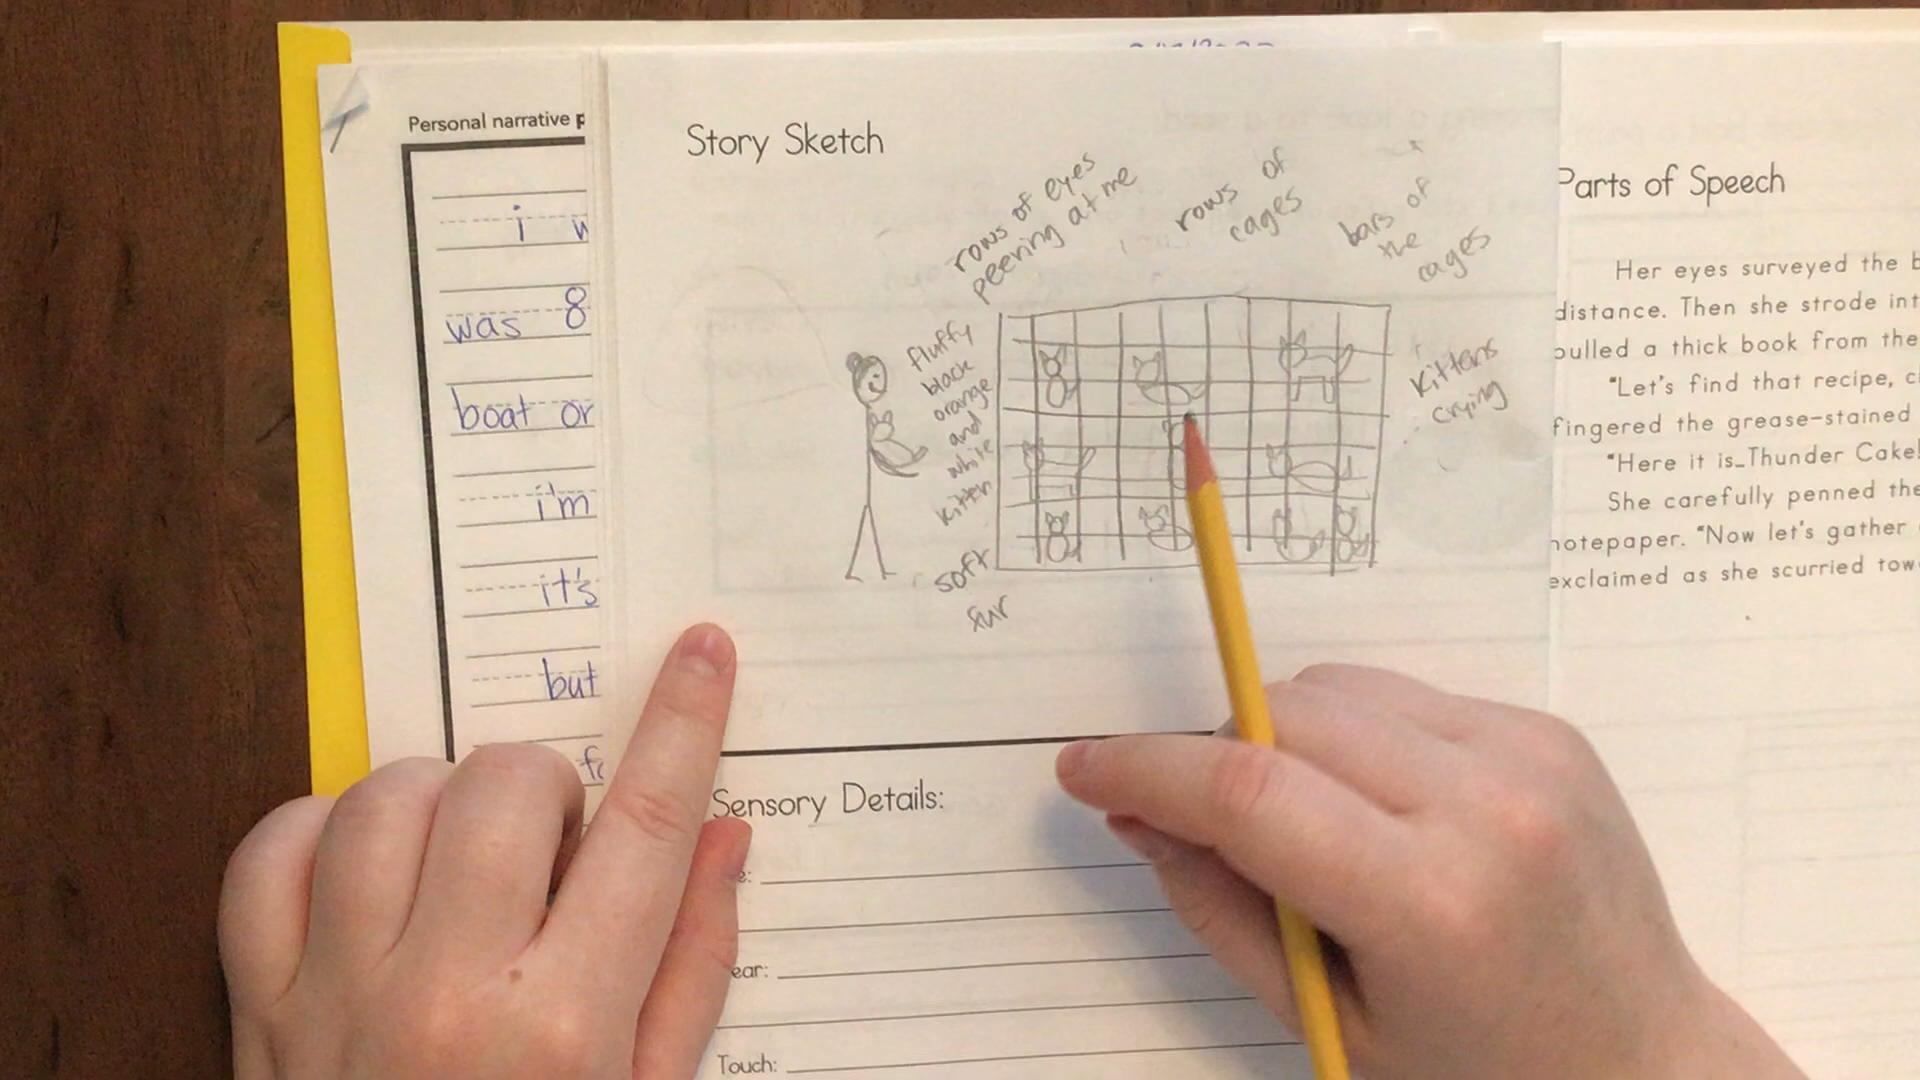 Personal narrative p
i w
was 8
boat or
i'm
it's
but
Story Sketch
rows of eyes
peering at me
rows of
cages
bars of
the
cages
fluffy
black
orange
and
white
kitten
soft
fur
kittens
crying
Sensory Details:
e:
ear:
Touch:
Parts of Speech
Her eyes surveyed the b
distance. Then she strode int
pulled a thick book from the
"Let's find that recipe, c
fingered the grease-stained
"Here it is_Thunder Cake!
She carefully penned the
notepaper. "Now let's gather
exclaimed as she scurried tow